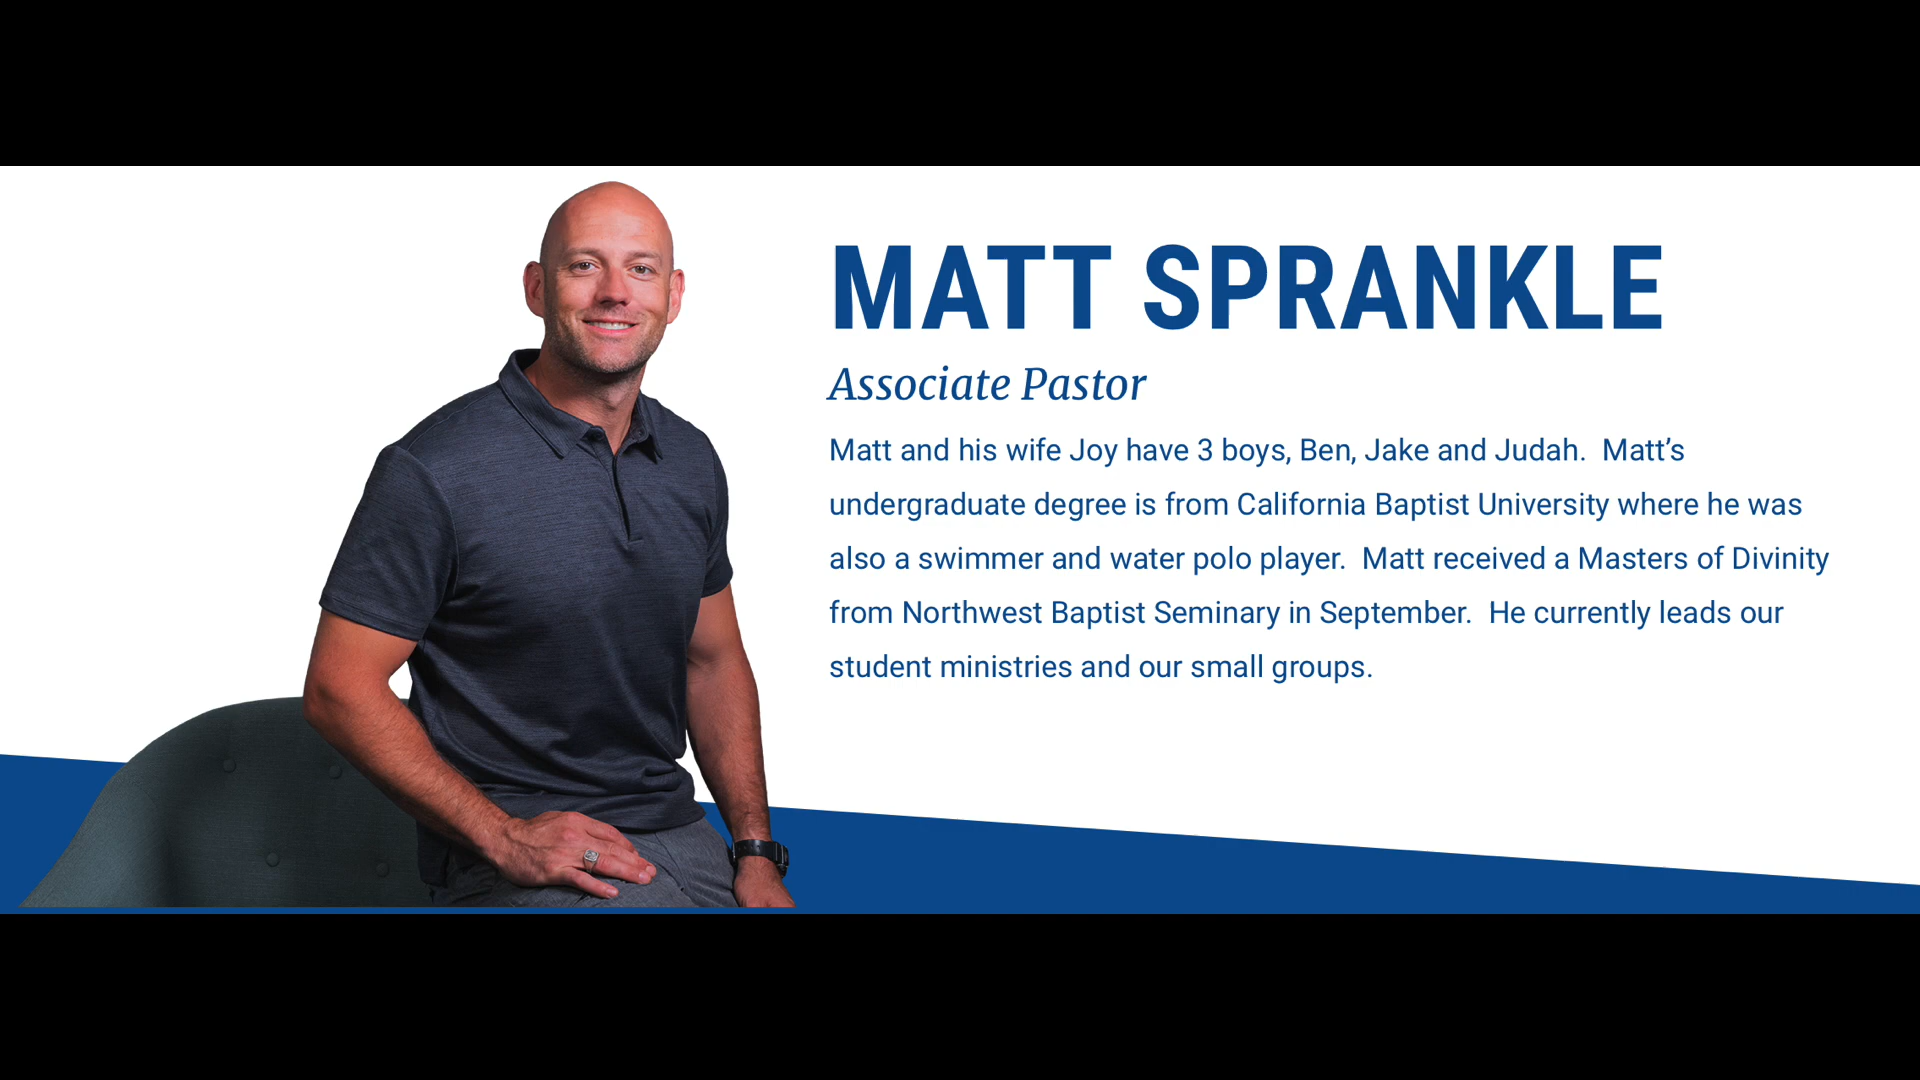 MATT SPRANKLE
Associate Pastor
Matt and his wife Joy have 3 boys, Ben, Jake and Judah.  Matt’s
undergraduate degree is from California Baptist University where he was
also a swimmer and water polo player.  Matt received a Masters of Divinity
from Northwest Baptist Seminary in September.  He currently leads our
student ministries and our small groups.